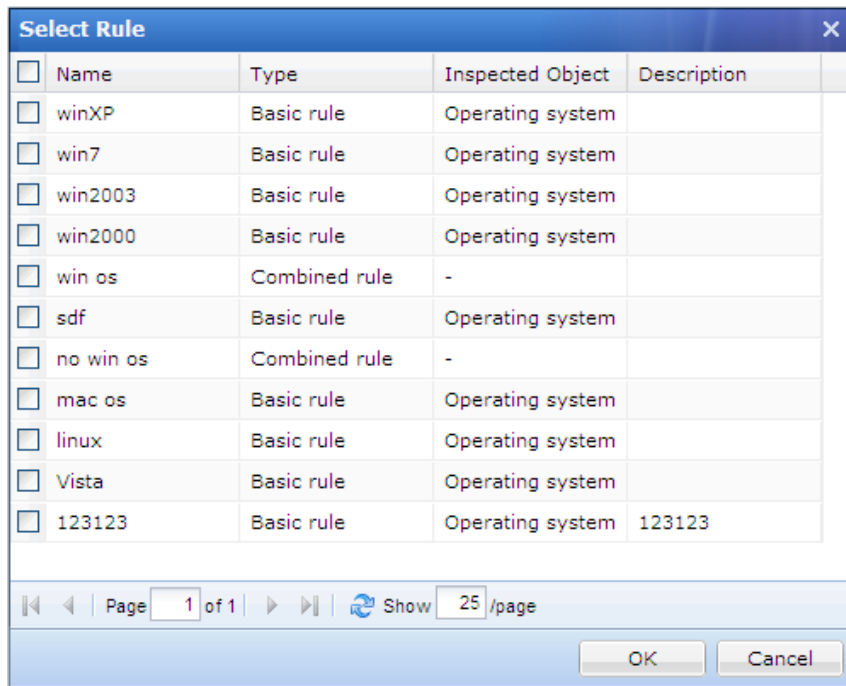 Select Rule
Name Type Inspected Object Description
winXP Basic rule Operating system
win7 Basic rule Operating system
win2003 Basic rule Operating system
win2000 Basic rule Operating system
win os Combined rule -
sdf Basic rule Operating system
no win os Combined rule -
mac os Basic rule Operating system
linux Basic rule Operating system
Vista Basic rule Operating system
123123 Basic rule Operating system 123123
Page 1 of 1 Show 25 /page
OK Cancel